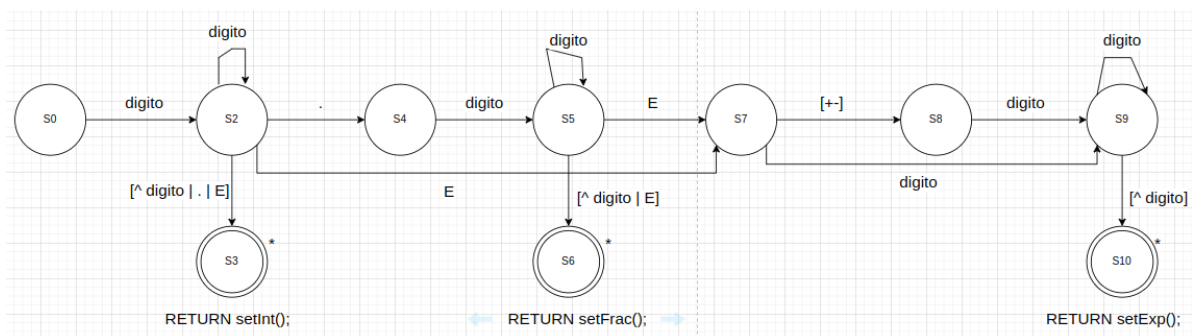 digito
digito
digito
S0
digito
S2
.
S4
digito
S5
E
S7
[+-]
S8
digito
S9
[^ digito | . | E]
E
[^ digito | E]
digito
[^ digito]
S3
*
S6
*
S10
*
RETURN setInt();
RETURN setFrac();
RETURN setExp();